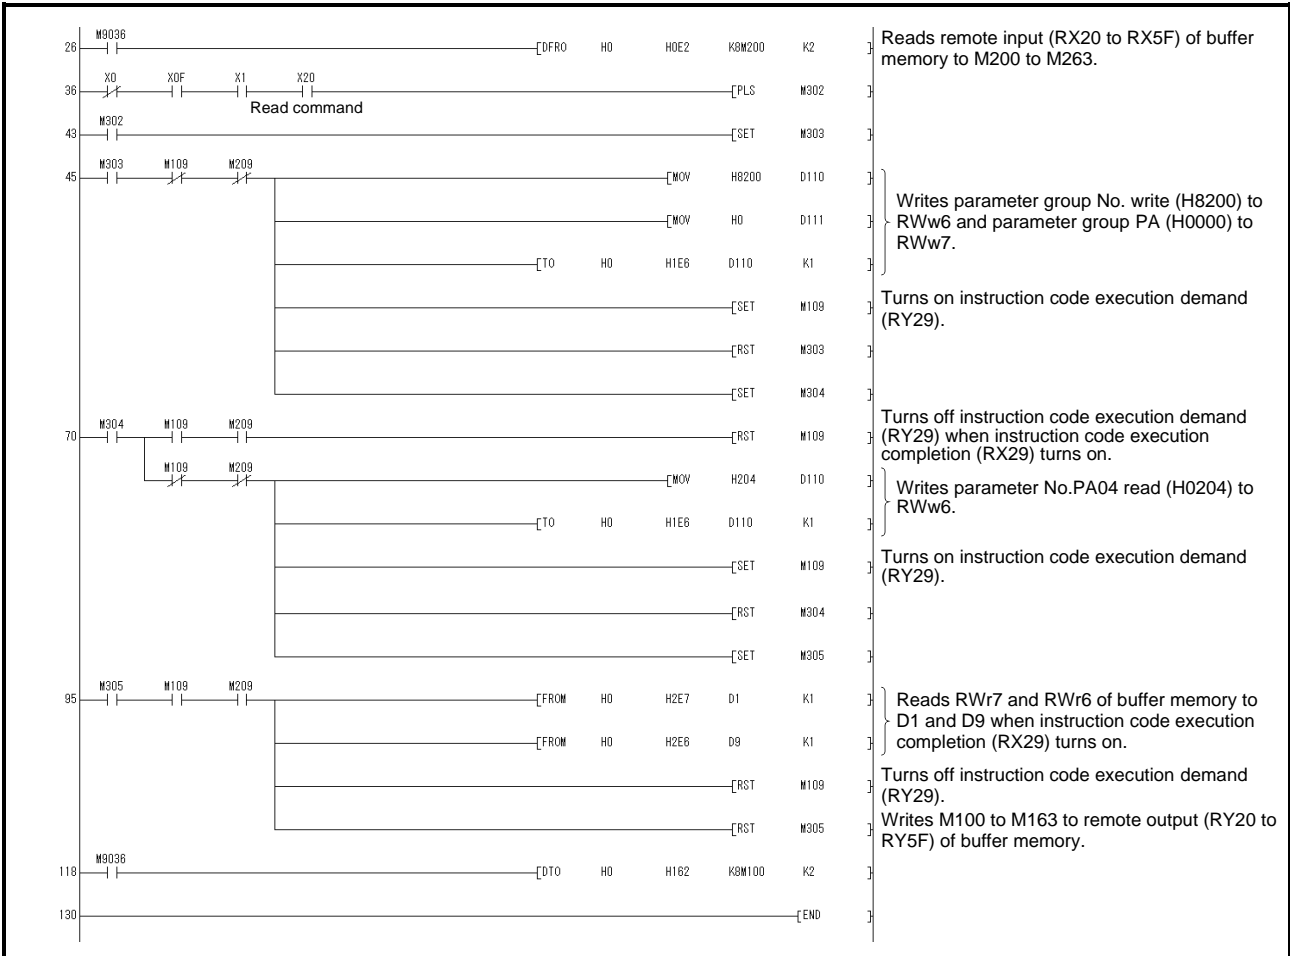 M9036
26 [DFRO H0 H0E2 K8M200 K2 ] Reads remote input (RX20 to RX5F) of buffer
memory to M200 to M263.
X0 X0F X1 X20
36 [PLS M302 ]
Read command
M302
43 [SET M303 ]
M303 M109 M209
45 [MOV H8200 D110 ]
Writes parameter group No. write (H8200) to
[MOV H0 D111 ] RWw6 and parameter group PA (H0000) to
RWw7.
[TO H0 H1E6 D110 K1 ]
Turns on instruction code execution demand
[SET M109 ] (RY29).
[RST M303 ]
[SET M304 ]
Turns off instruction code execution demand
M304 M109 M209
70 [RST M109 ] (RY29) when instruction code execution
completion (RX29) turns on.
M109 M209
[MOV H204 D110 ] Writes parameter No.PA04 read (H0204) to
RWw6.
[TO H0 H1E6 D110 K1 ]
Turns on instruction code execution demand
[SET M109 ] (RY29).
[RST M304 ]
[SET M305 ]
M305 M109 M209
95 [FROM H0 H2E7 D1 K1 ] Reads RWr7 and RWr6 of buffer memory to
D1 and D9 when instruction code execution
[FROM H0 H2E6 D9 K1 ] completion (RX29) turns on.
Turns off instruction code execution demand
[RST M109 ] (RY29).
Writes M100 to M163 to remote output (RY20 to
[RST M305 ] RY5F) of buffer memory.
M9036
118 [DTO H0 H162 K8M100 K2 ]
130 [END ]